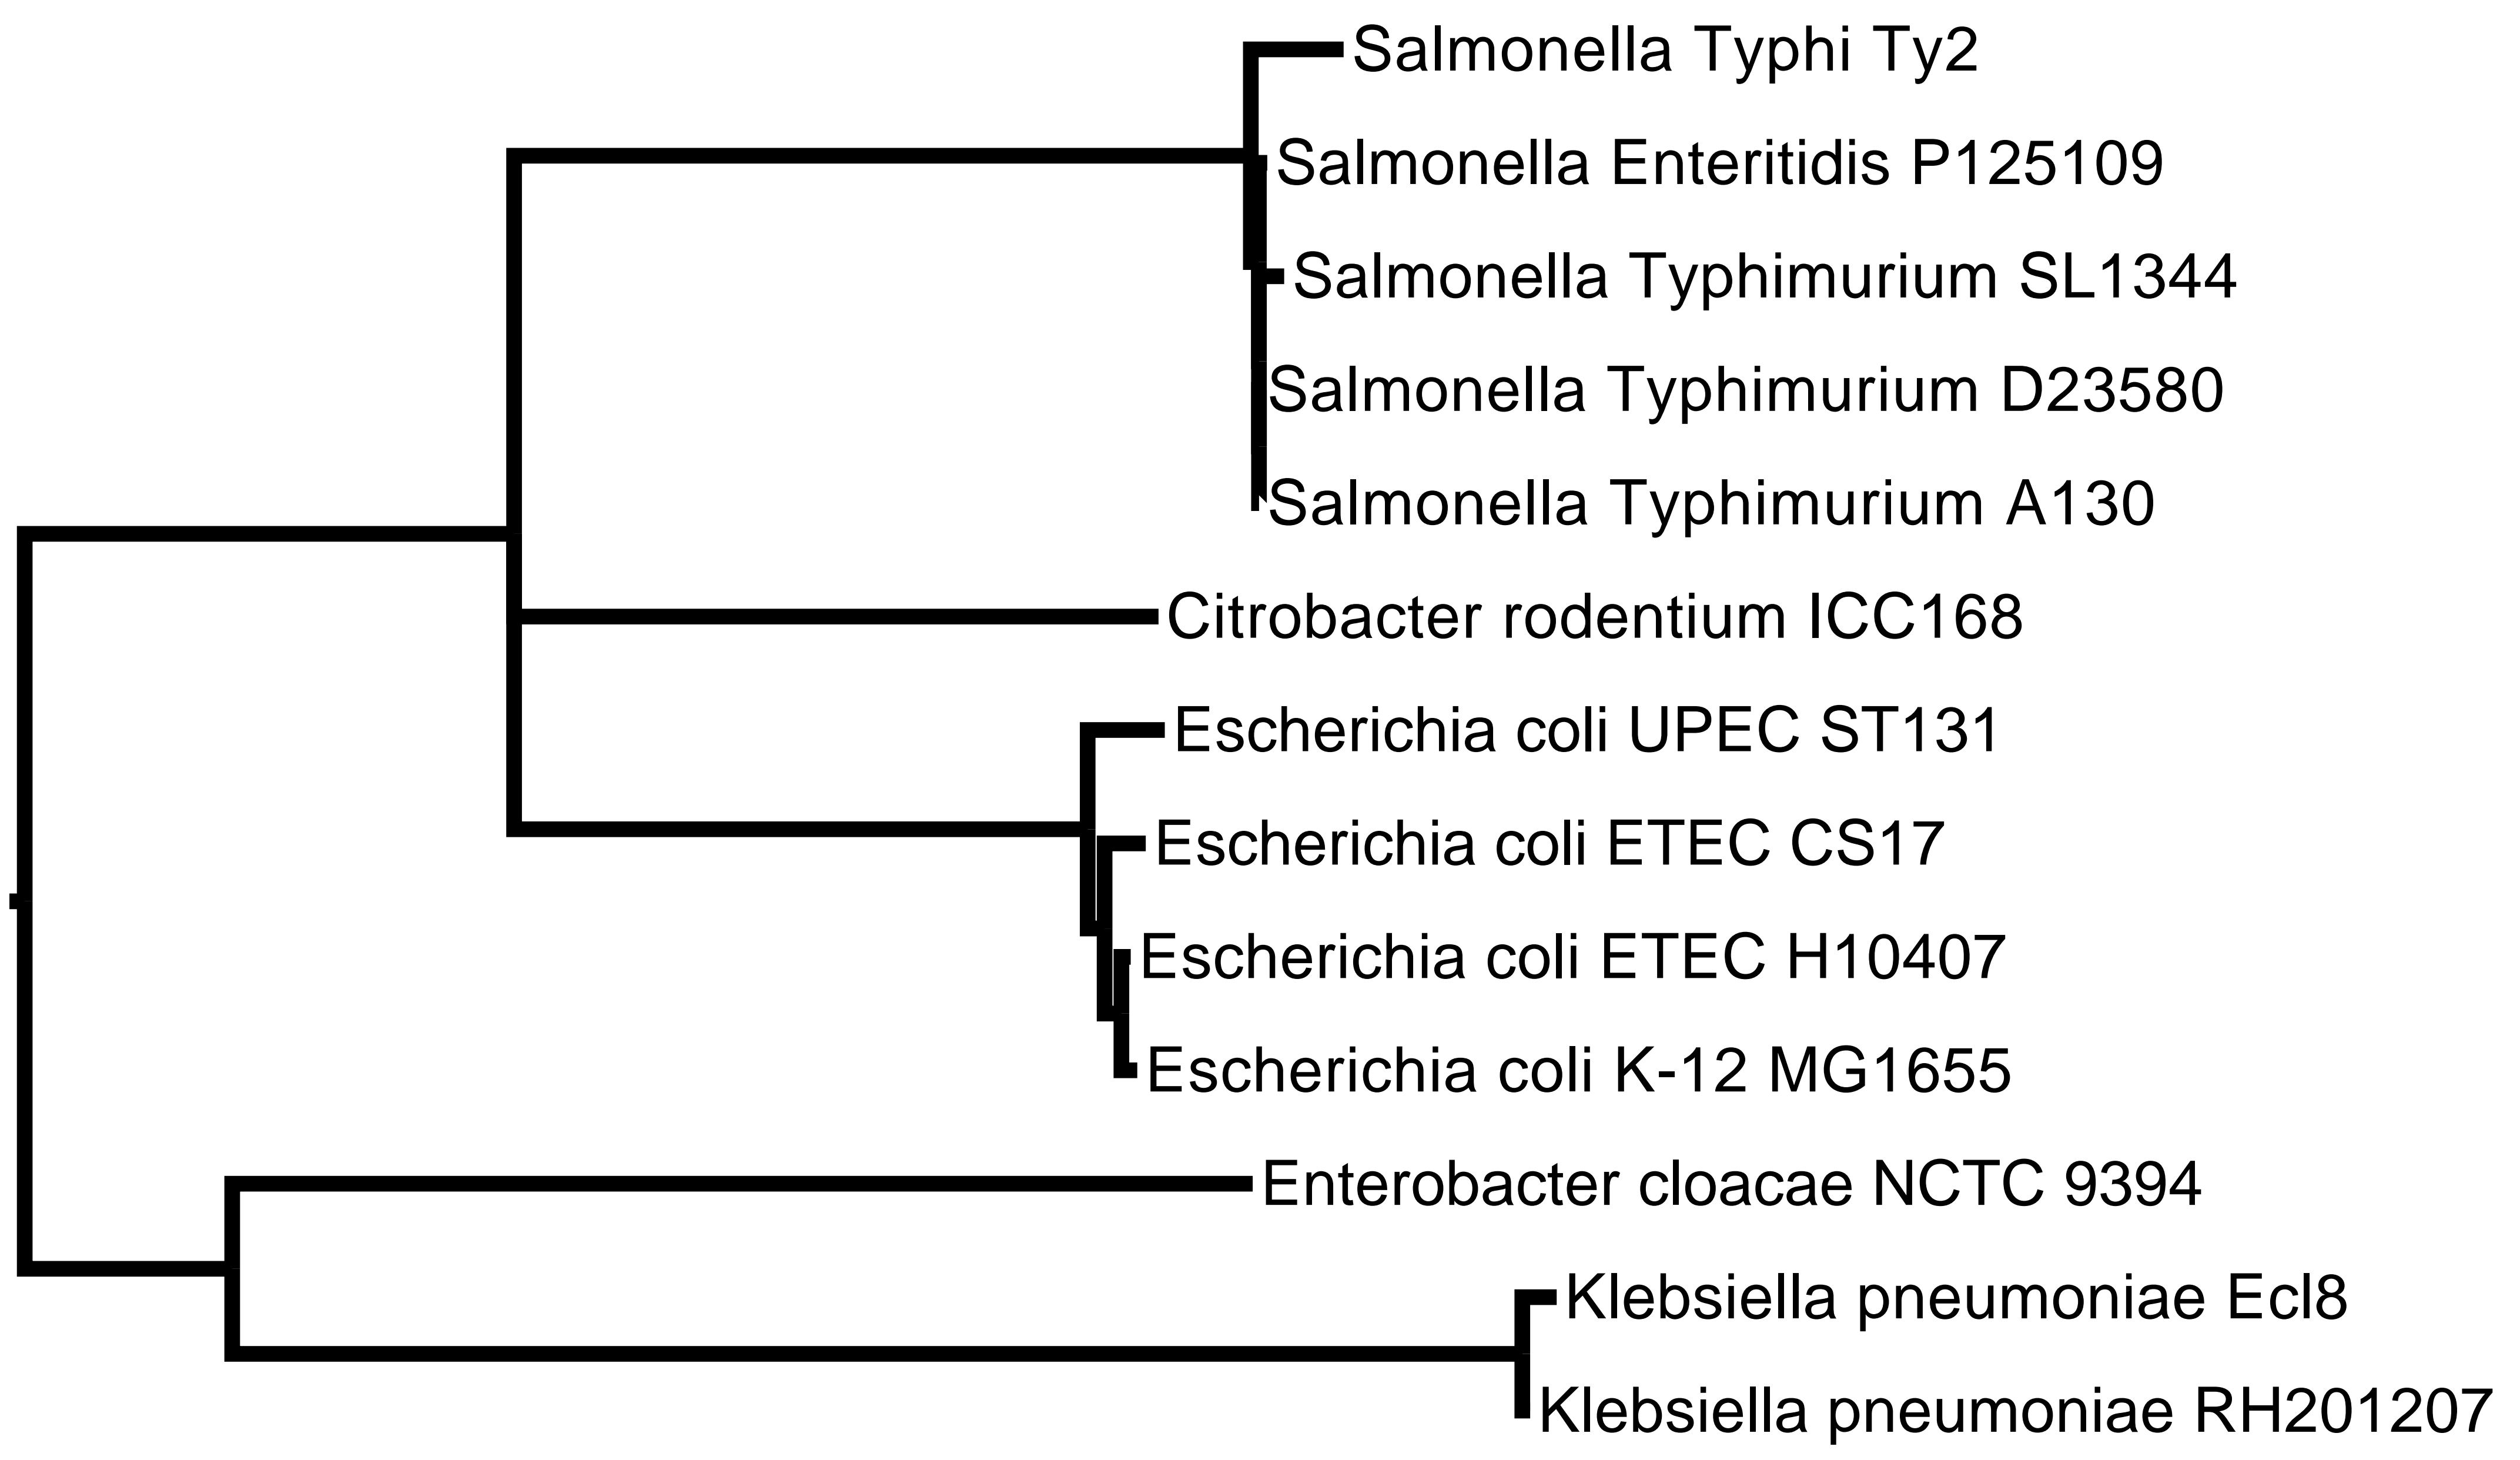 Salmonella Typhi Ty2
Salmonella Enteritidis P125109
Salmonella Typhimurium SL1344
Salmonella Typhimurium D23580
Salmonella Typhimurium A130
Citrobacter rodentium ICC168
Escherichia coli UPEC ST131
Escherichia coli ETEC CS17
Escherichia coli ETEC H10407
Escherichia coli K-12 MG1655
Enterobacter cloacae NCTC 9394
Klebsiella pneumoniae Ecl8
Klebsiella pneumoniae RH201207